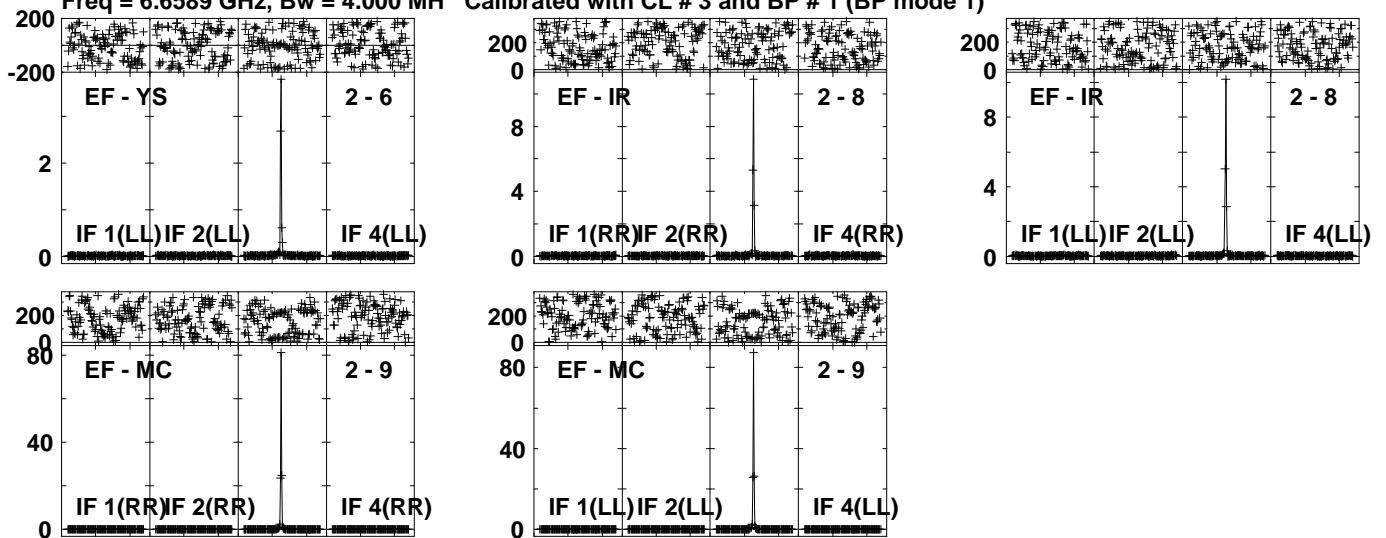 Freq = 6.6589 GHz, Bw = 4.000 MH Calibrated with CL # 3 and BP # 1 (BP mode 1)
200
-200
EF - YS 2 - 6
2
0
IF 1(LL) IF 2(LL) IF 4(LL)
200
0
EF - IR 2 - 8
8
4
0
IF 1(RR) IF 2(RR) IF 4(RR)
200
0
EF - IR 2 - 8
8
4
0
IF 1(LL) IF 2(LL) IF 4(LL)
200
0
80
EF - MC 2 - 9
40
0
IF 1(RR) IF 2(RR) IF 4(RR)
200
0
EF - MC 2 - 9
80
40
0
IF 1(LL) IF 2(LL) IF 4(LL)